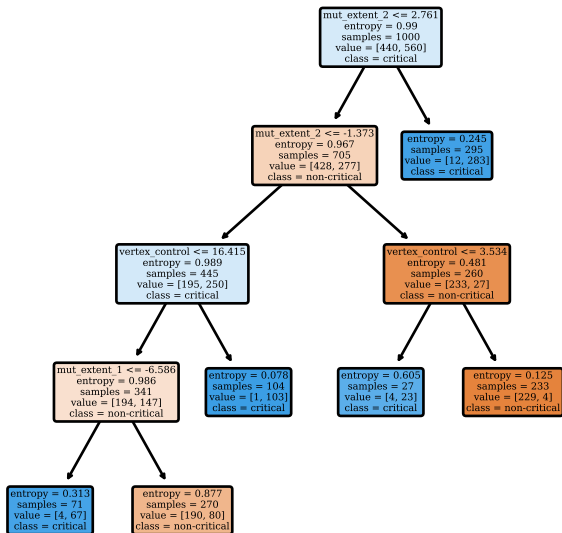 mut_extent_2 <= 2.761
entropy = 0.99
samples = 1000
value = [440, 560]
class = critical
mut_extent_2 <= -1.373
entropy = 0.967
samples = 705
value = [428, 277]
class = non-critical
entropy = 0.245
samples = 295
value = [12, 283]
class = critical
vertex_control <= 16.415
entropy = 0.989
samples = 445
value = [195, 250]
class = critical
vertex_control <= 3.534
entropy = 0.481
samples = 260
value = [233, 27]
class = non-critical
mut_extent_1 <= -6.586
entropy = 0.986
samples = 341
value = [194, 147]
class = non-critical
entropy = 0.078
samples = 104
value = [1, 103]
class = critical
entropy = 0.605
samples = 27
value = [4, 23]
class = critical
entropy = 0.125
samples = 233
value = [229, 4]
class = non-critical
entropy = 0.313
samples = 71
value = [4, 67]
class = critical
entropy = 0.877
samples = 270
value = [190, 80]
class = non-critical